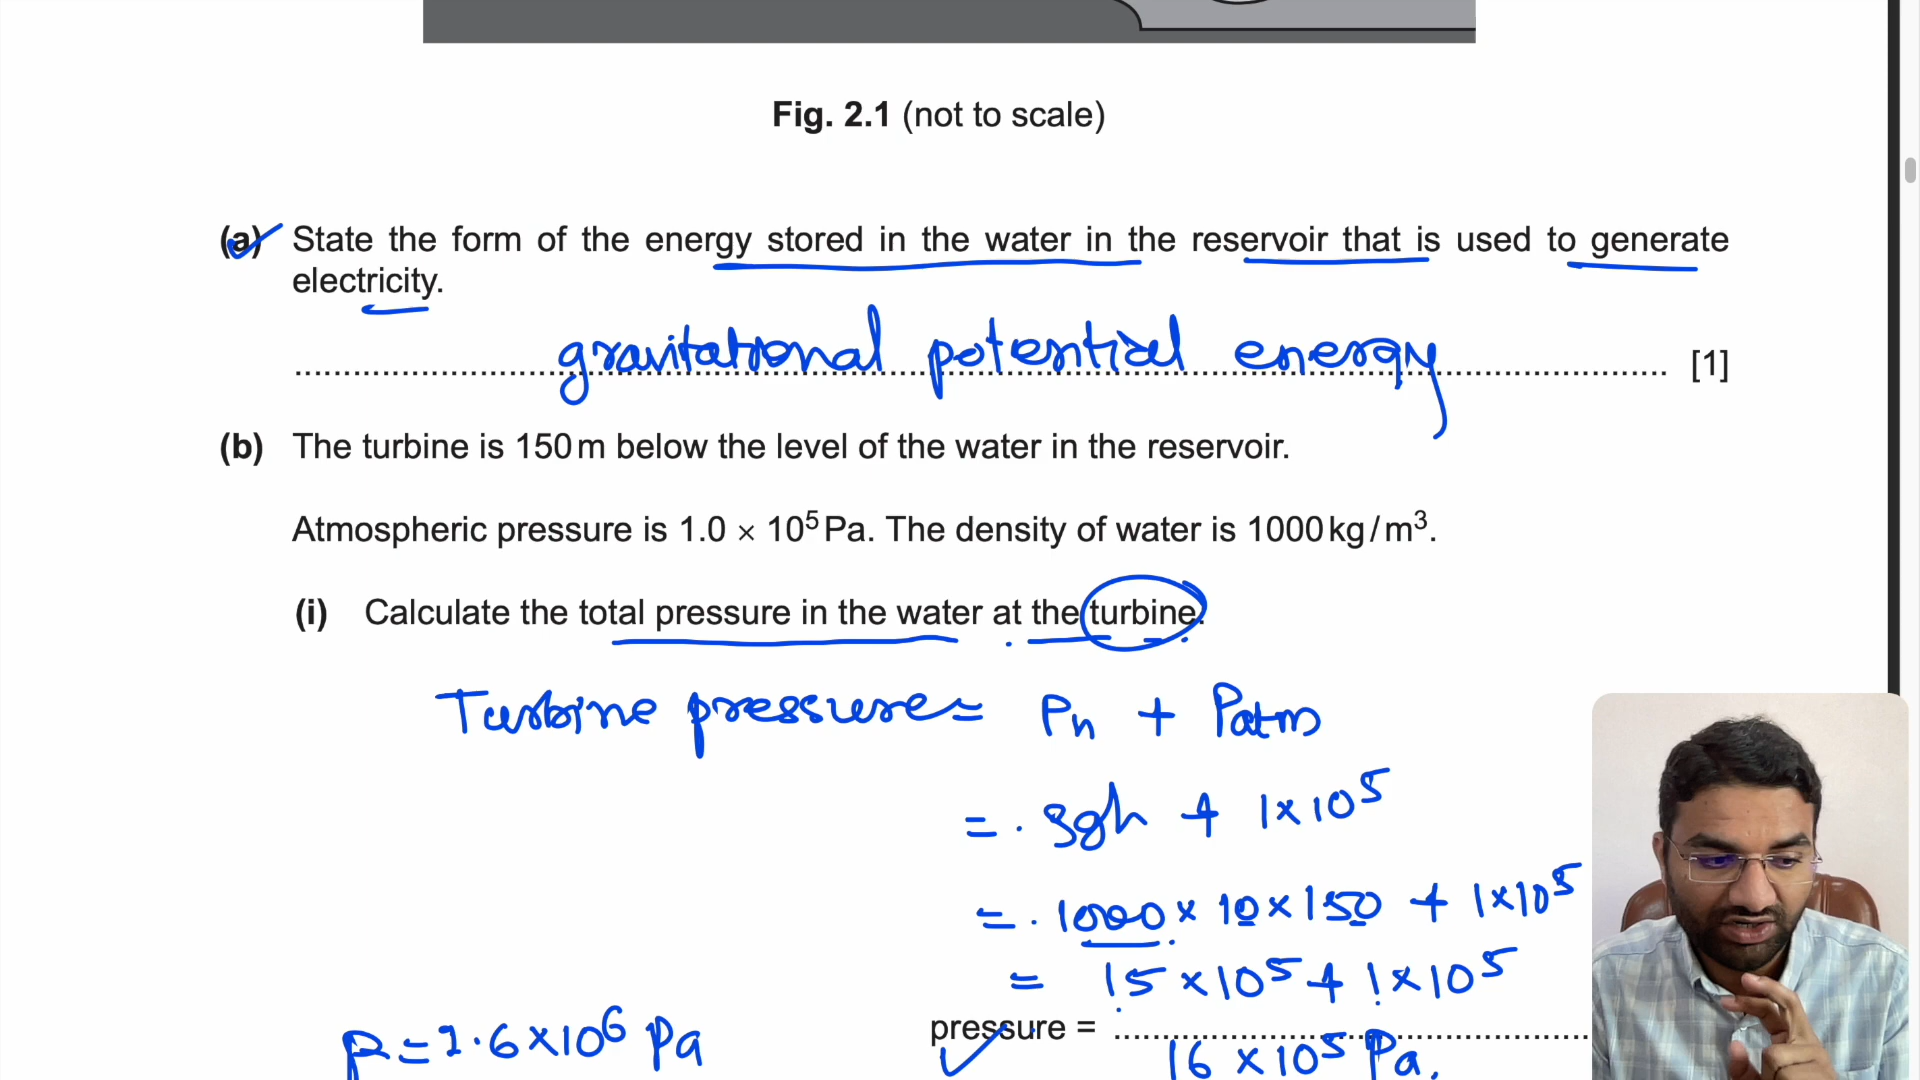 Fig. 2.1 (not to scale)
(a) State the form of the energy stored in the water in the reservoir that is used to generate
electricity.
gravitational potential energy
[1]
(b) The turbine is 150 m below the level of the water in the reservoir.
Atmospheric pressure is 1.0 × 10⁵ Pa. The density of water is 1000 kg/m³.
(i) Calculate the total pressure in the water at the turbine.
Turbine pressure = Pn + Patm
= ρgh + 1×10⁵
= 1000 × 10 × 150 + 1×10⁵
= 15 ×10⁵ + 1×10⁵
pressure =
P = 1.6×10⁶ Pa
16 ×10⁵ Pa.